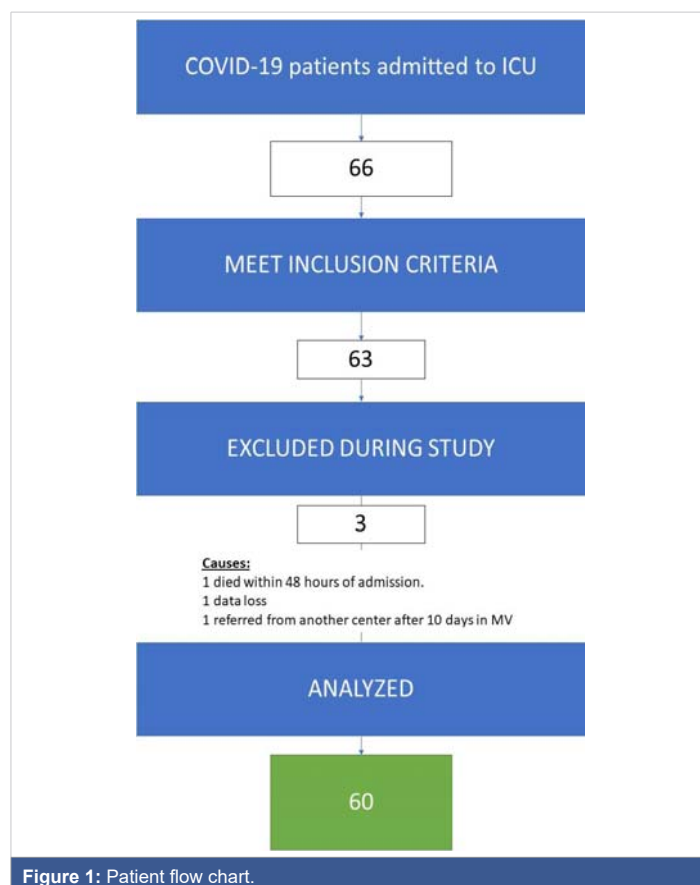 COVID-19 patients admitted to ICU
66
MEET INCLUSION CRITERIA
63
EXCLUDED DURING STUDY
3
Causes:
1 died within 48 hours of admission.
1 data loss
1 referred from another center after 10 days in MV
ANALYZED
60
Figure 1: Patient flow chart.